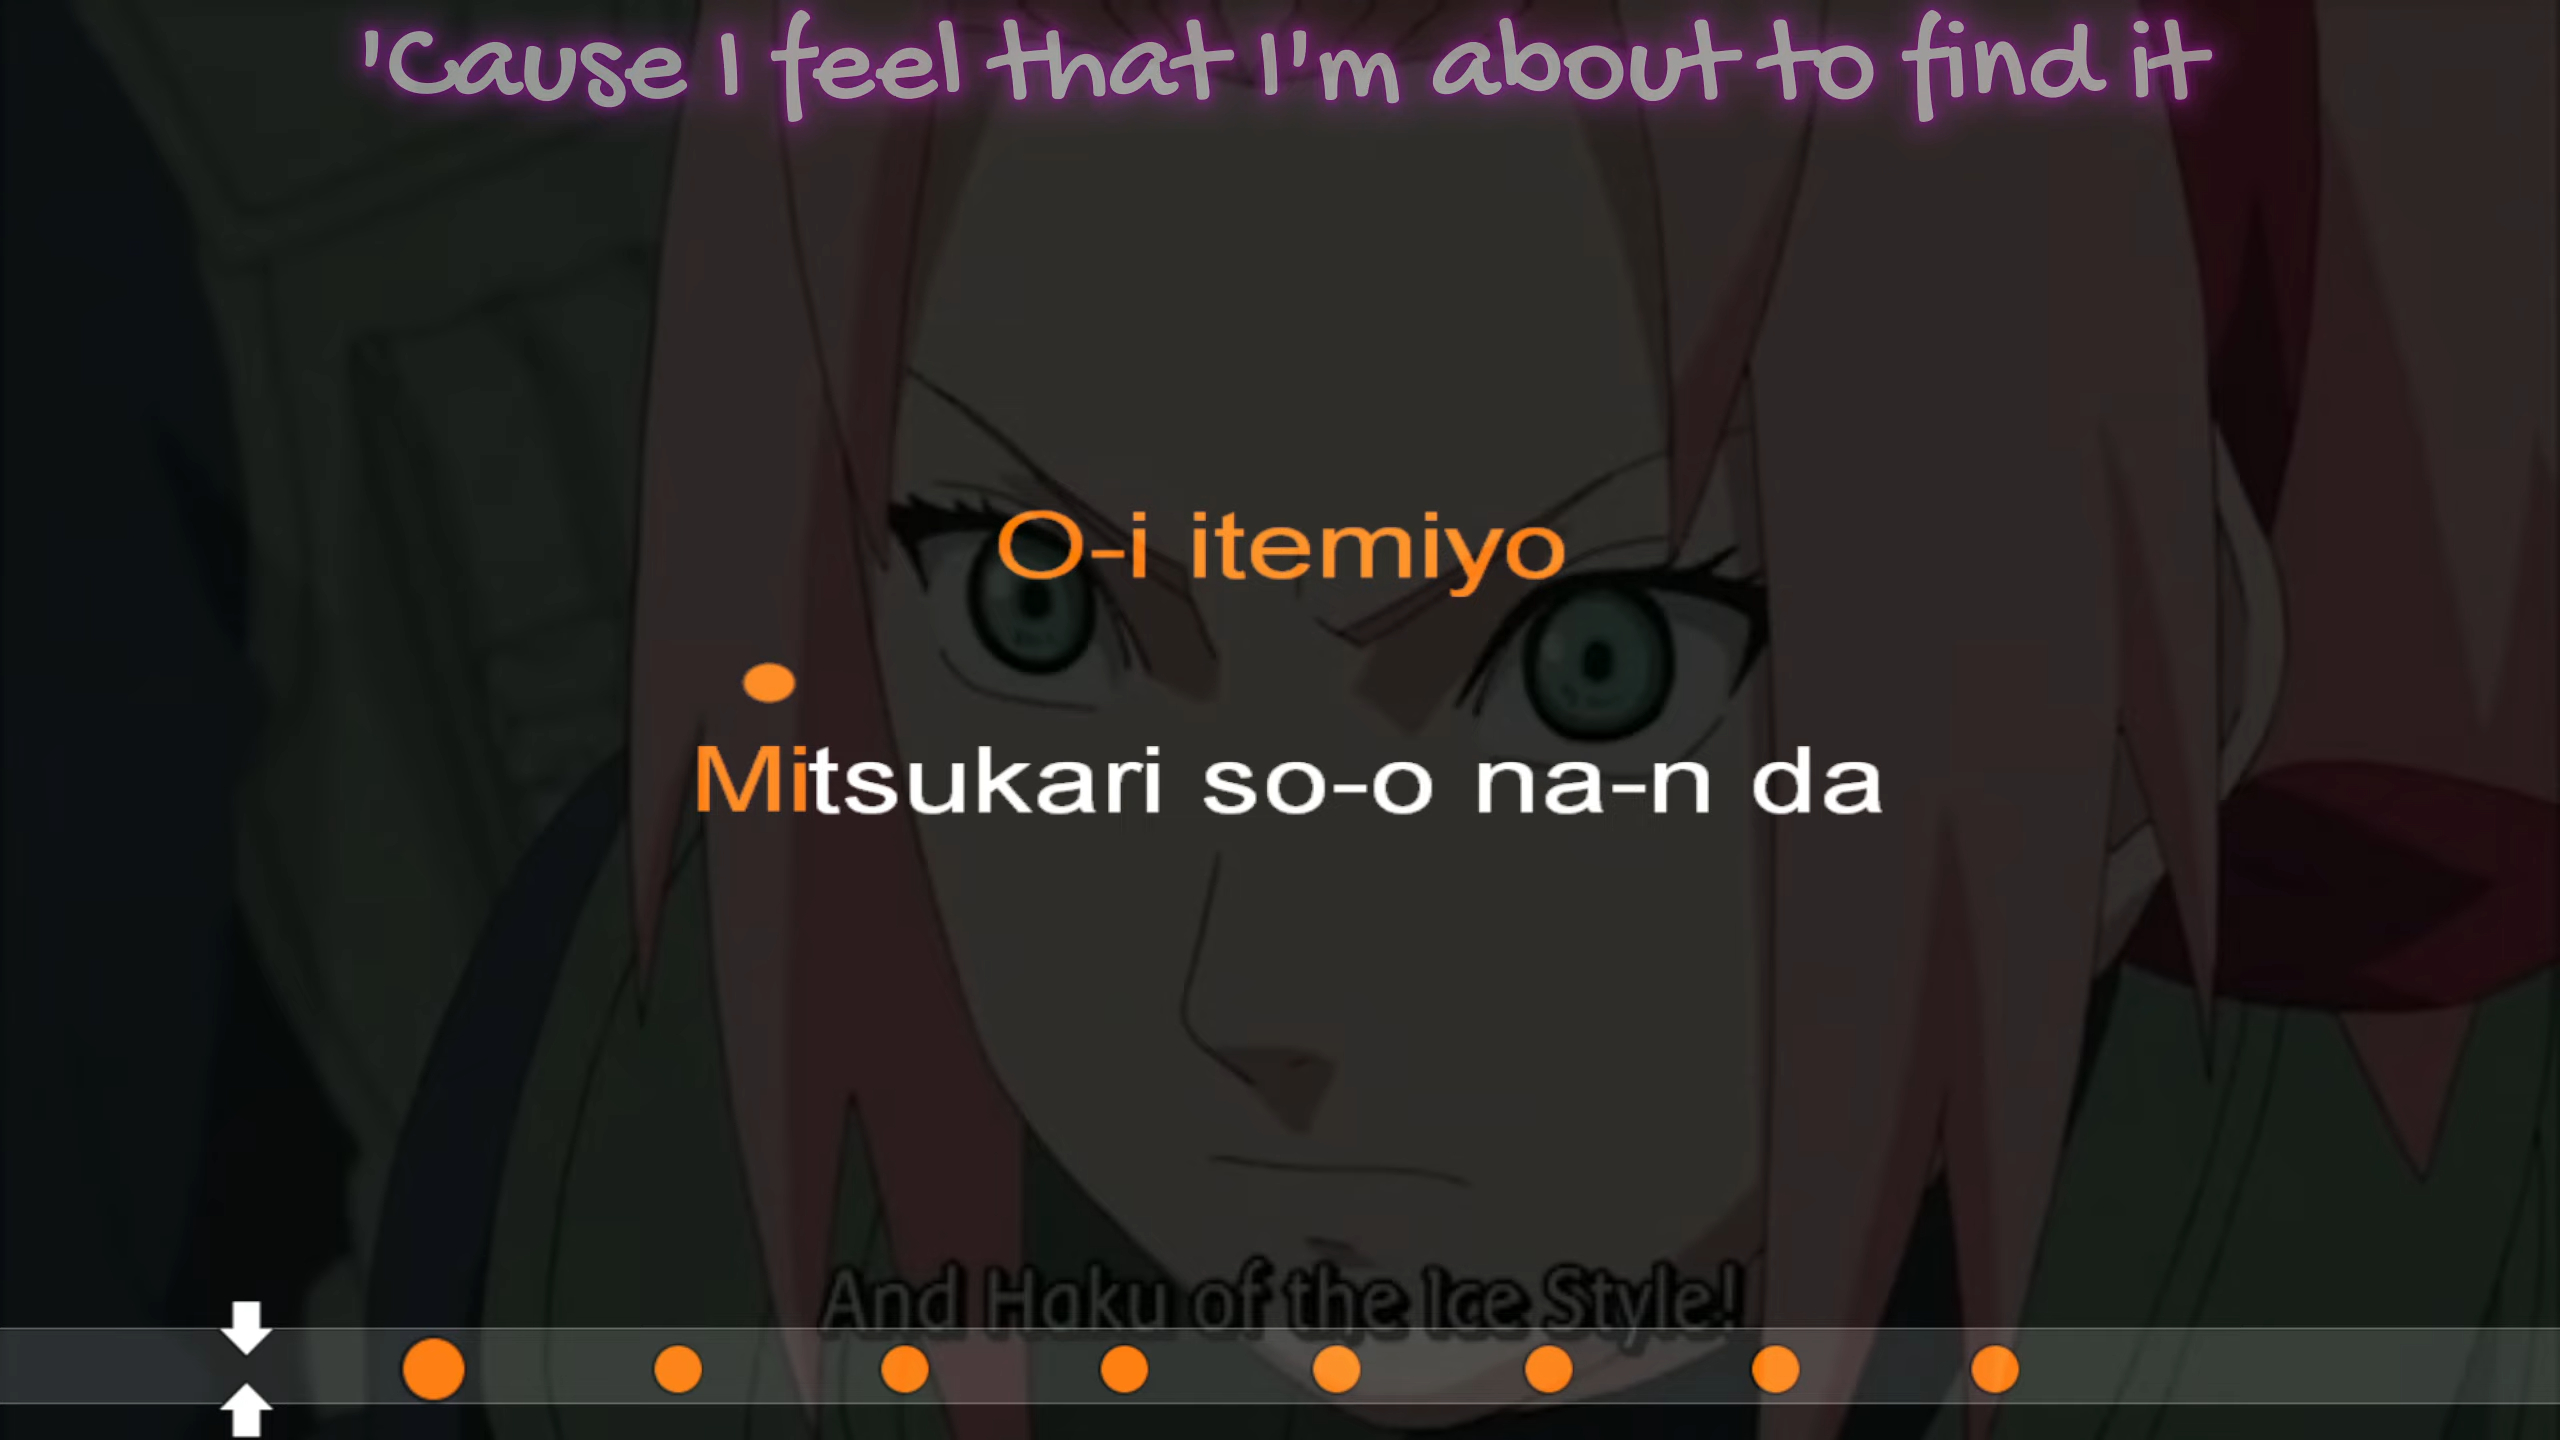 'Cause I feel that I'm about to find it
O-i itemiyo
Mitsukari so-o na-n da
And Haku of the Ice Style!